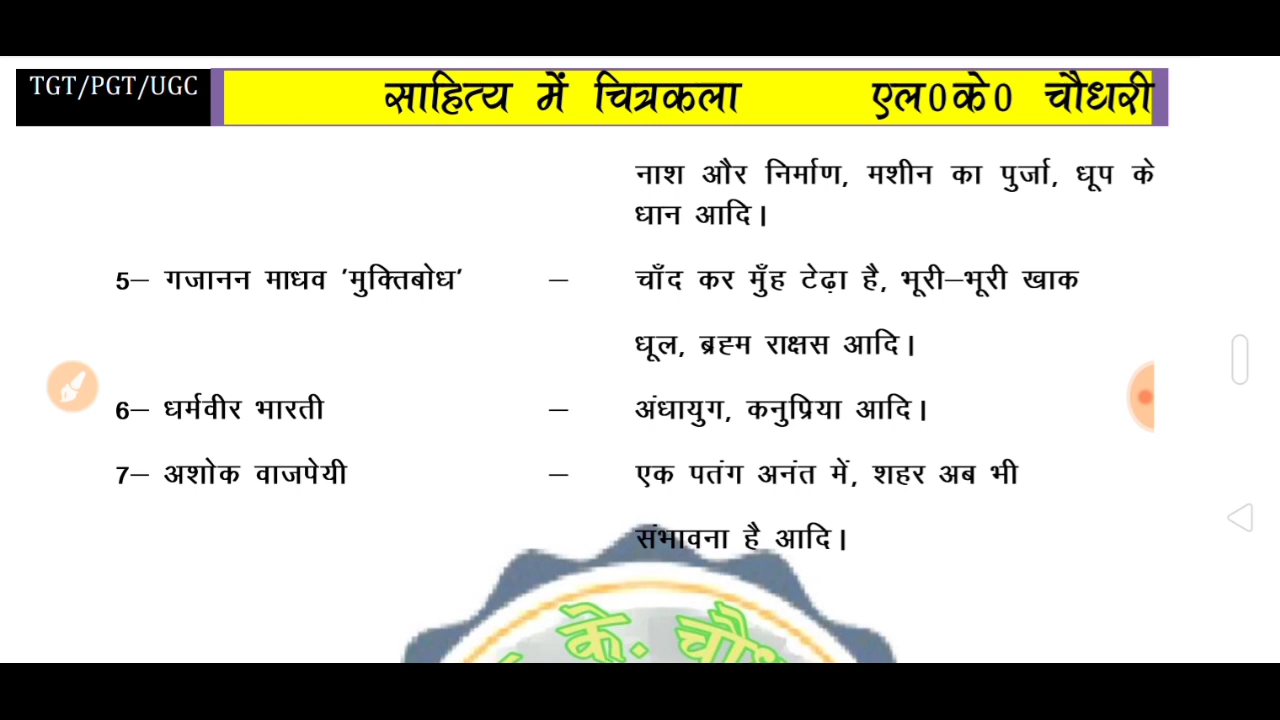 TGT/PGT/UGC साहित्य में चित्रकला एल0के0 चौधरी
नाश और निर्माण, मशीन का पुर्जा, धूप के
धान आदि।
5– गजानन माधव 'मुक्तिबोध' – चाँद कर मुँह टेढ़ा है, भूरी–भूरी खाक
धूल, ब्रह्म राक्षस आदि।
6– धर्मवीर भारती – अंधायुग, कनुप्रिया आदि।
7– अशोक वाजपेयी – एक पतंग अनंत में, शहर अब भी
संभावना है आदि।
के. चौध